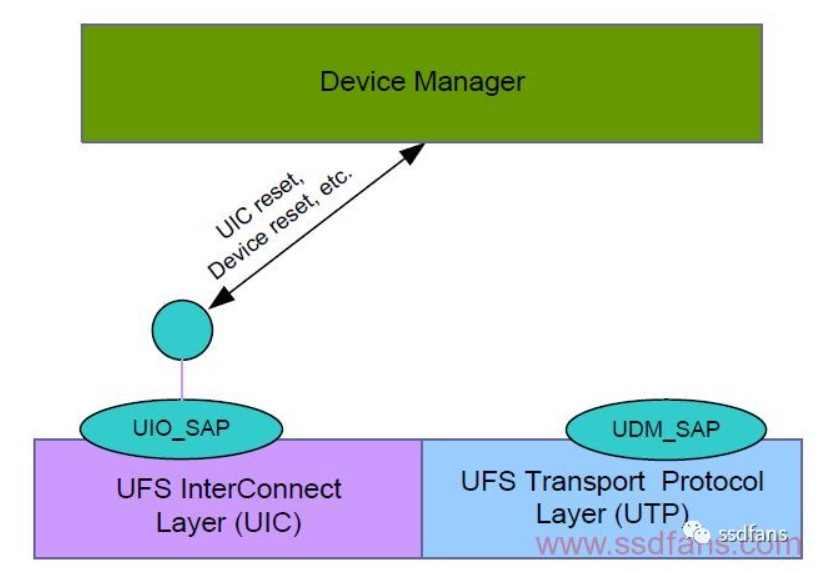 Device Manager
UIC reset,
Device reset, etc.
UIO_SAP
UDM_SAP
UFS InterConnect
Layer (UIC)
UFS Transport Protocol
Layer (UTP)
ssdfans
www.ssdfans.com